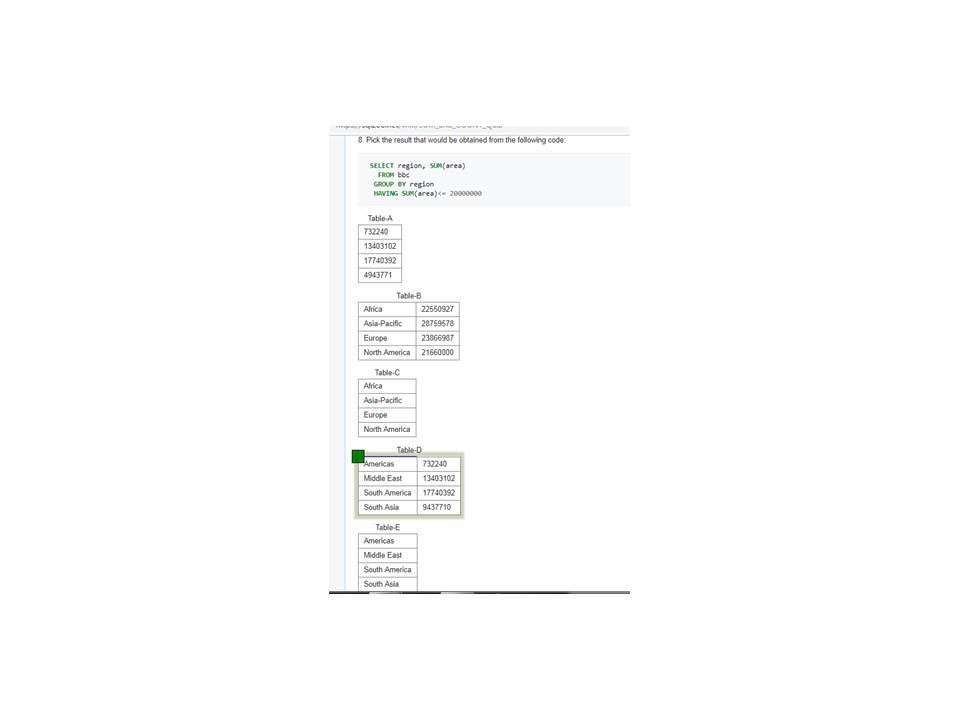 8. Pick the result that would be obtained from the following code:
SELECT region, SUM(area)
FROM bbc
GROUP BY region
HAVING SUM(area)<= 20000000
Table-A
732240
13403102
17740392
4943771
Table-B
Africa 22550927
Asia-Pacific 28759578
Europe 23866987
North America 21660000
Table-C
Africa
Asia-Pacific
Europe
North America
Table-D
Americas 732240
Middle East 13403102
South America 17740392
South Asia 9437710
Table-E
Americas
Middle East
South America
South Asia